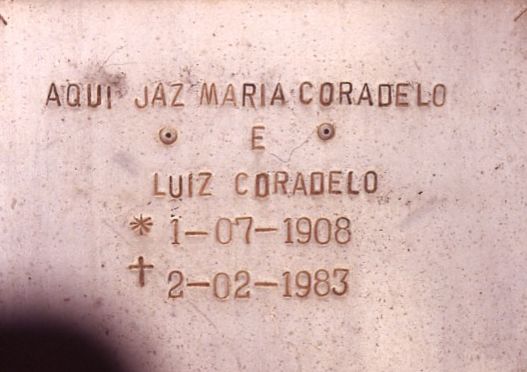 AQUI JAZ MARIA CORADELO
E
LUIZ CORADELO
* 1-07-1908
† 2-02-1983